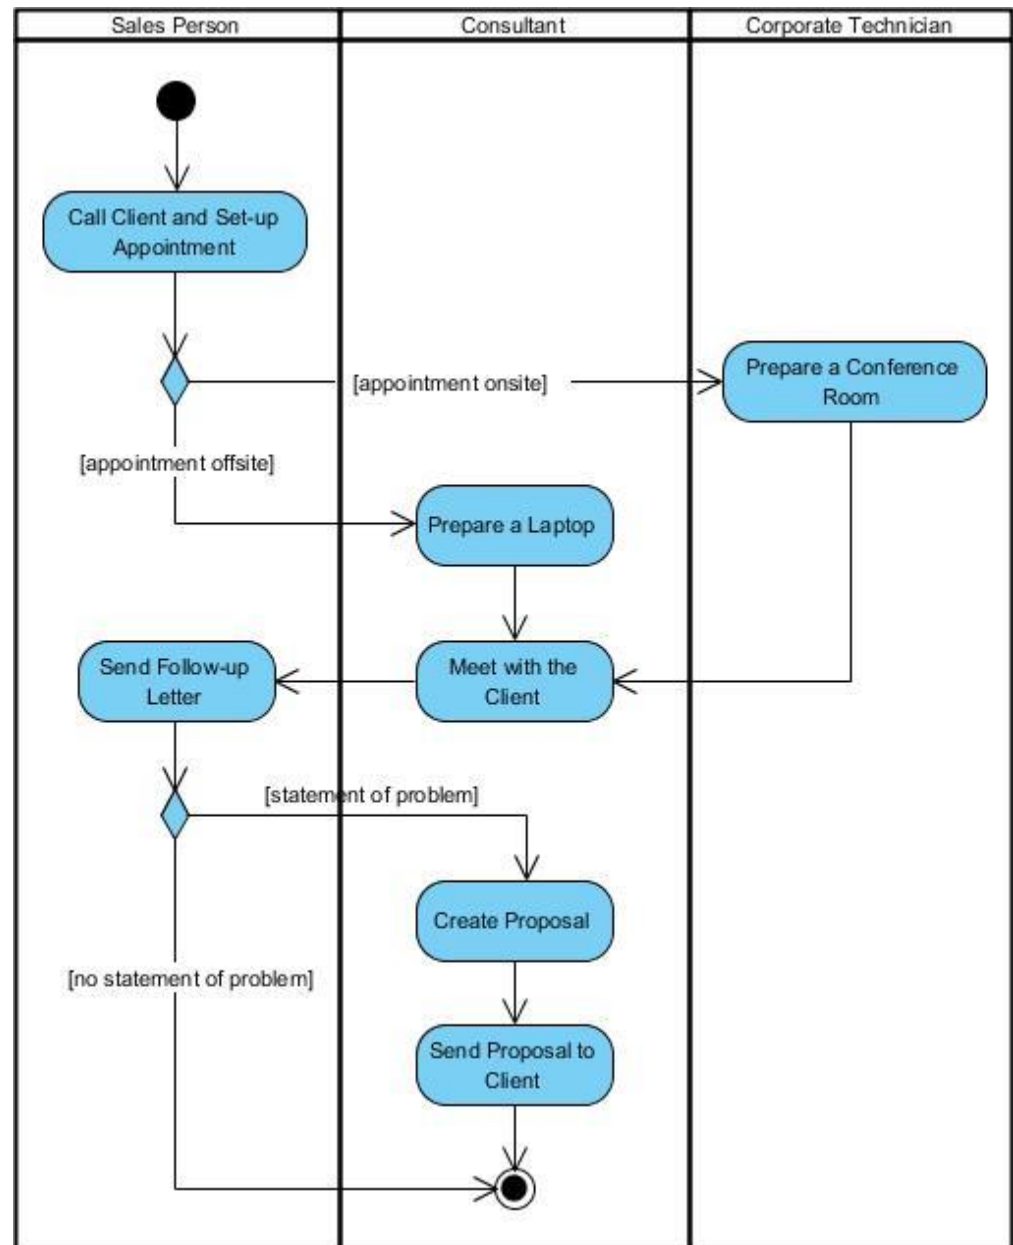 Sales Person
Consultant
Corporate Technician
Call Client and Set-up
Appointment
[appointment onsite]
Prepare a Conference
Room
[appointment offsite]
Prepare a Laptop
Send Follow-up
Letter
Meet with the
Client
[statement of problem]
Create Proposal
[no statement of problem]
Send Proposal to
Client